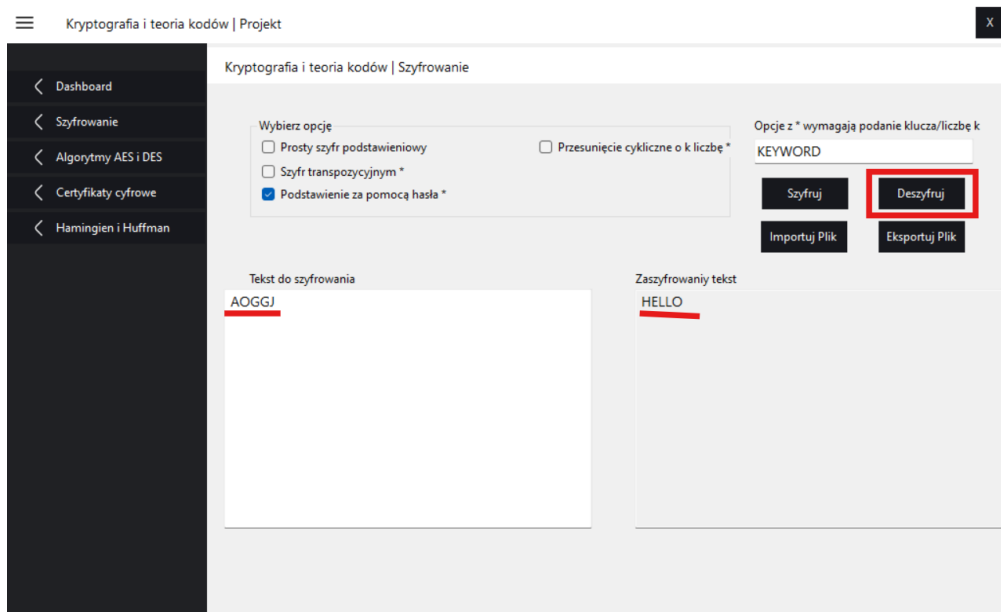 Kryptografia i teoria kodów | Projekt
X
Dashboard
Szyfrowanie
Algorytmy AES i DES
Certyfikaty cyfrowe
Hamingien i Huffman
Kryptografia i teoria kodów | Szyfrowanie
Wybierz opcję
Prosty szyfr podstawieniowy
Przesunięcie cykliczne o k liczbę *
Szyfr transpozycyjnym *
Podstawienie za pomocą hasła *
Opcje z * wymagają podanie klucza/liczbę k
KEYWORD
Szyfruj
Deszyfruj
Importuj Plik
Eksportuj Plik
Tekst do szyfrowania
AOGGJ
Zaszyfrowaniy tekst
HELLO